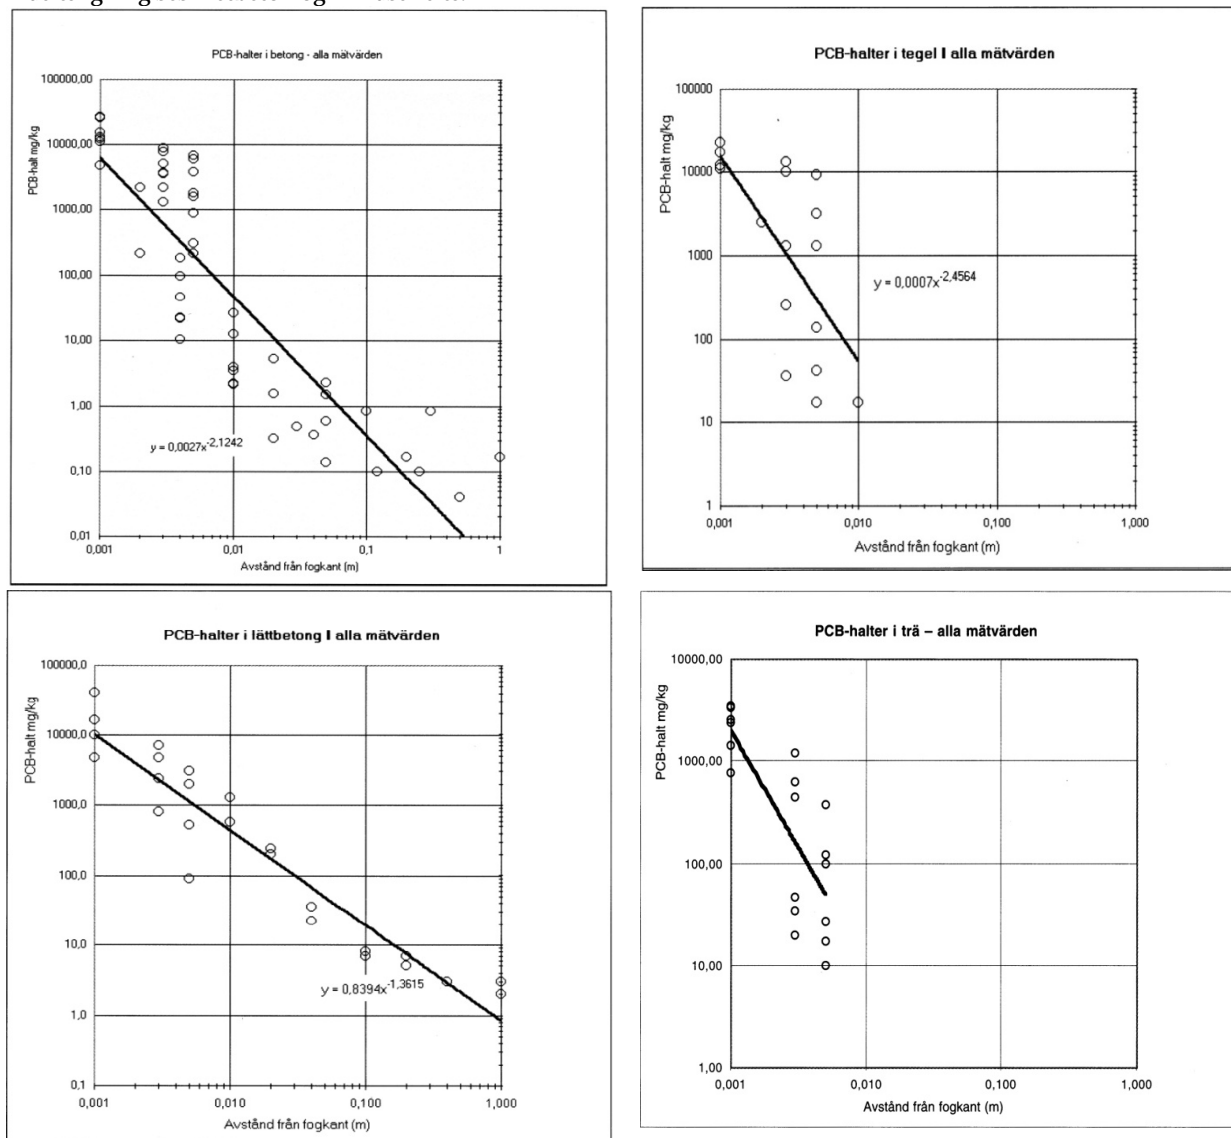 PCB-halter i betong - alla mätvärden
PCB-halt mg/kg
100000,00
10000,00
1000,00
100,00
10,00
1,00
0,10
0,01
y = 0,0027x^-2,1242
0,001
0,01
0,1
1
Avstånd från fogkant (m)
PCB-halter i tegel I alla mätvärden
PCB-halt mg/kg
100000
10000
1000
100
10
1
y = 0,0007x^-2,4564
0,001
0,010
0,100
1,000
Avstånd från fogkant (m)
PCB-halter i lättbetong I alla mätvärden
PCB-halt mg/kg
100000,0
10000,0
1000,0
100,0
10,0
1,0
0,1
y = 0,8394x^-1,3615
0,001
0,010
0,100
1,000
Avstånd från fogkant (m)
PCB-halter i trä – alla mätvärden
PCB-halt mg/kg
10000,00
1000,00
100,00
10,00
1,00
0,001
0,010
0,100
1,000
Avstånd från fogkant (m)